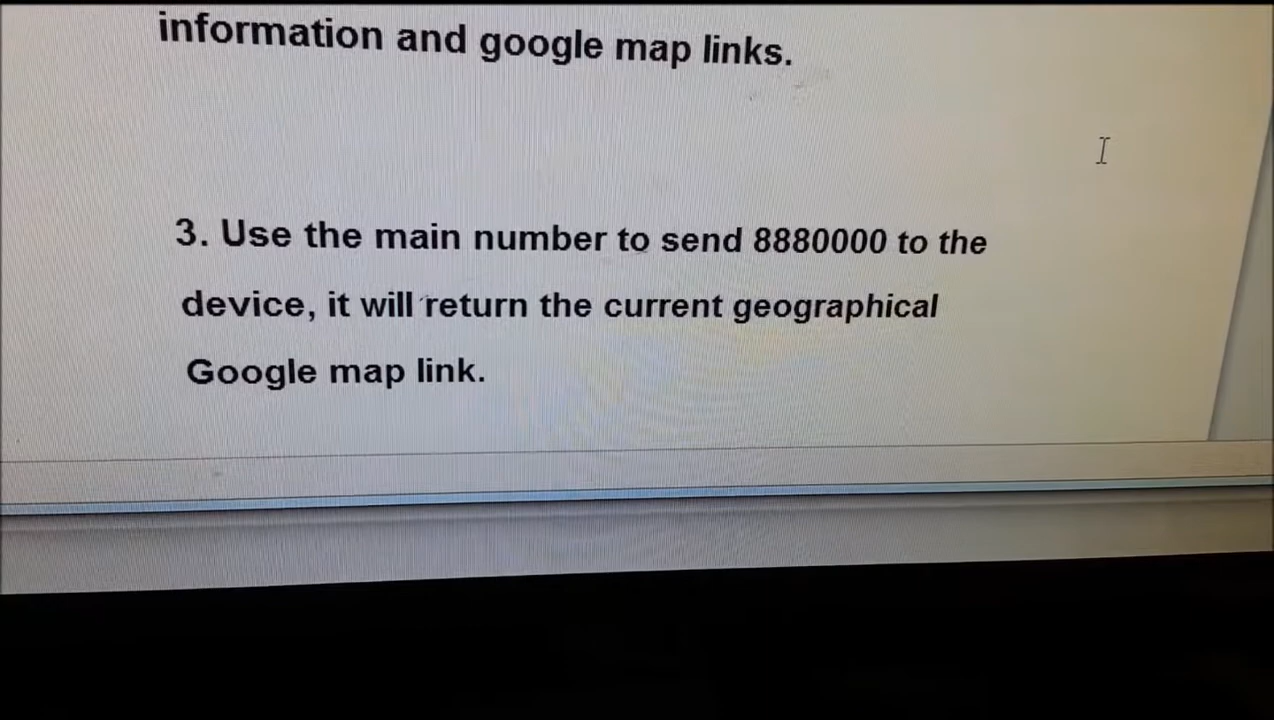 information and google map links.
3. Use the main number to send 8880000 to the
device, it will return the current geographical
Google map link.